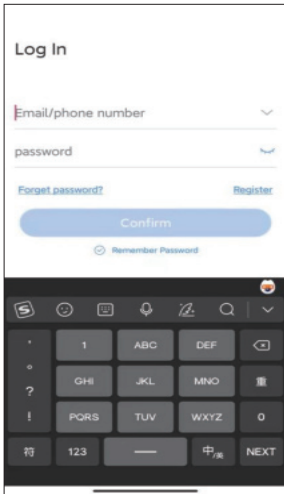 Log In
Email/phone number
password
Forget password? Register
Confirm
Remember Password
S
' 1 ABC DEF
。 GHI JKL MNO 重
?
! PQRS TUV WXYZ 0
符 123 中/英 NEXT